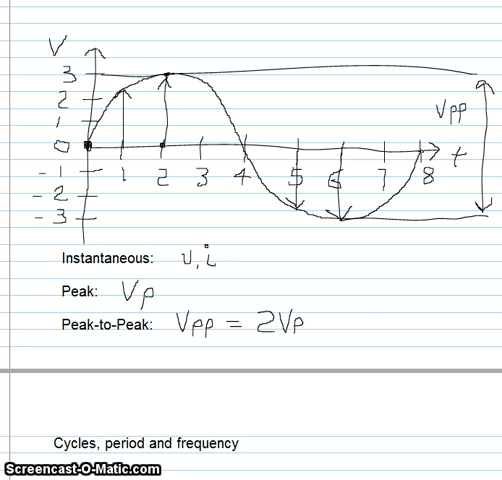 V
3
2
1
0
-1
-2
-3
1 2 3 4 5 6 7 8
t
Vpp
Instantaneous: v, i
Peak: Vp
Peak-to-Peak: Vpp = 2Vp
Cycles, period and frequency
Screencast-O-Matic.com